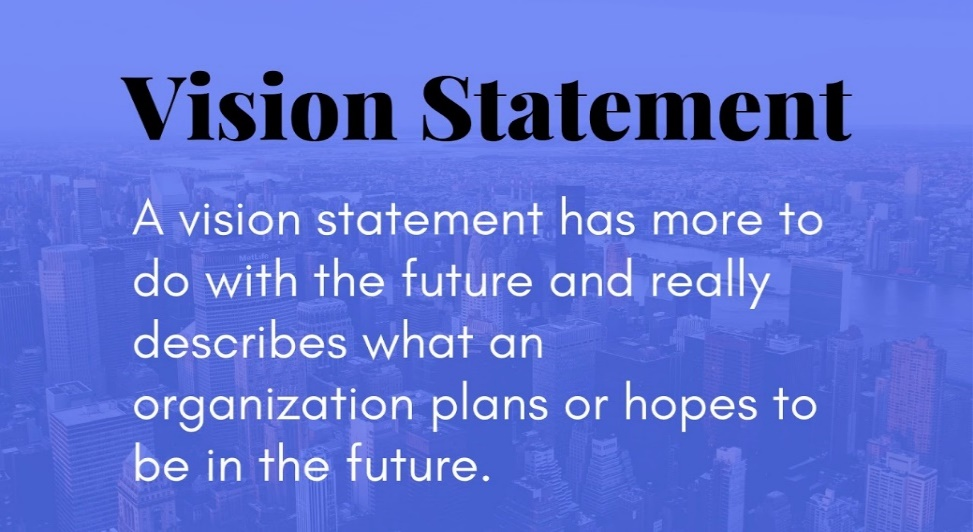 Vision Statement
A vision statement has more to
do with the future and really
describes what an
organization plans or hopes to
be in the future.
MetLife